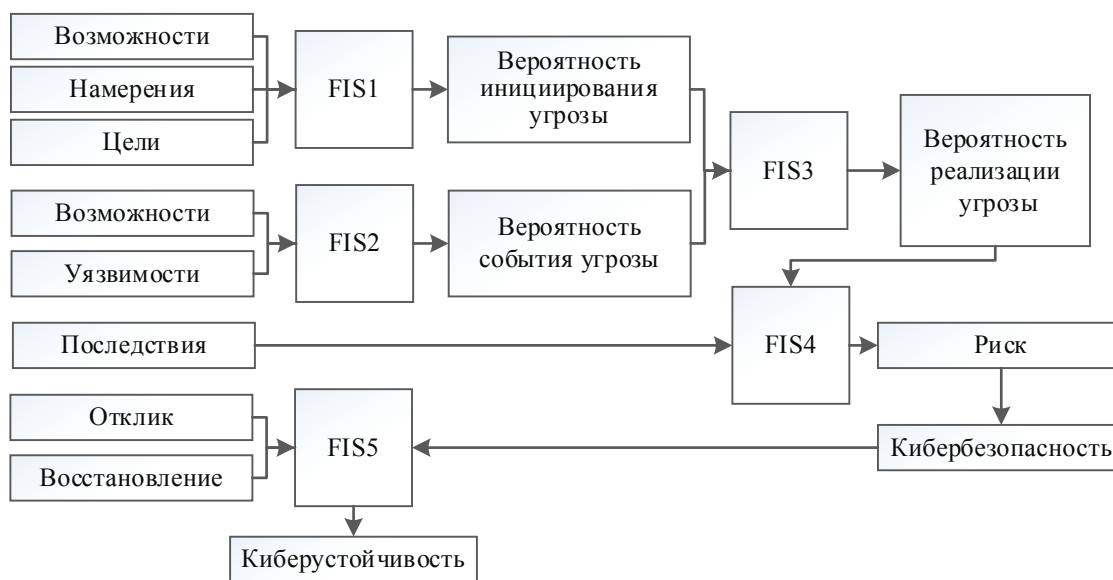 Возможности
Намерения
Цели
FIS1
Вероятность
инициирования
угрозы
Возможности
Уязвимости
FIS2
Вероятность
события угрозы
FIS3
Вероятность
реализации
угрозы
Последствия
FIS4
Риск
Кибербезопасность
Отклик
Восстановление
FIS5
Киберустойчивость